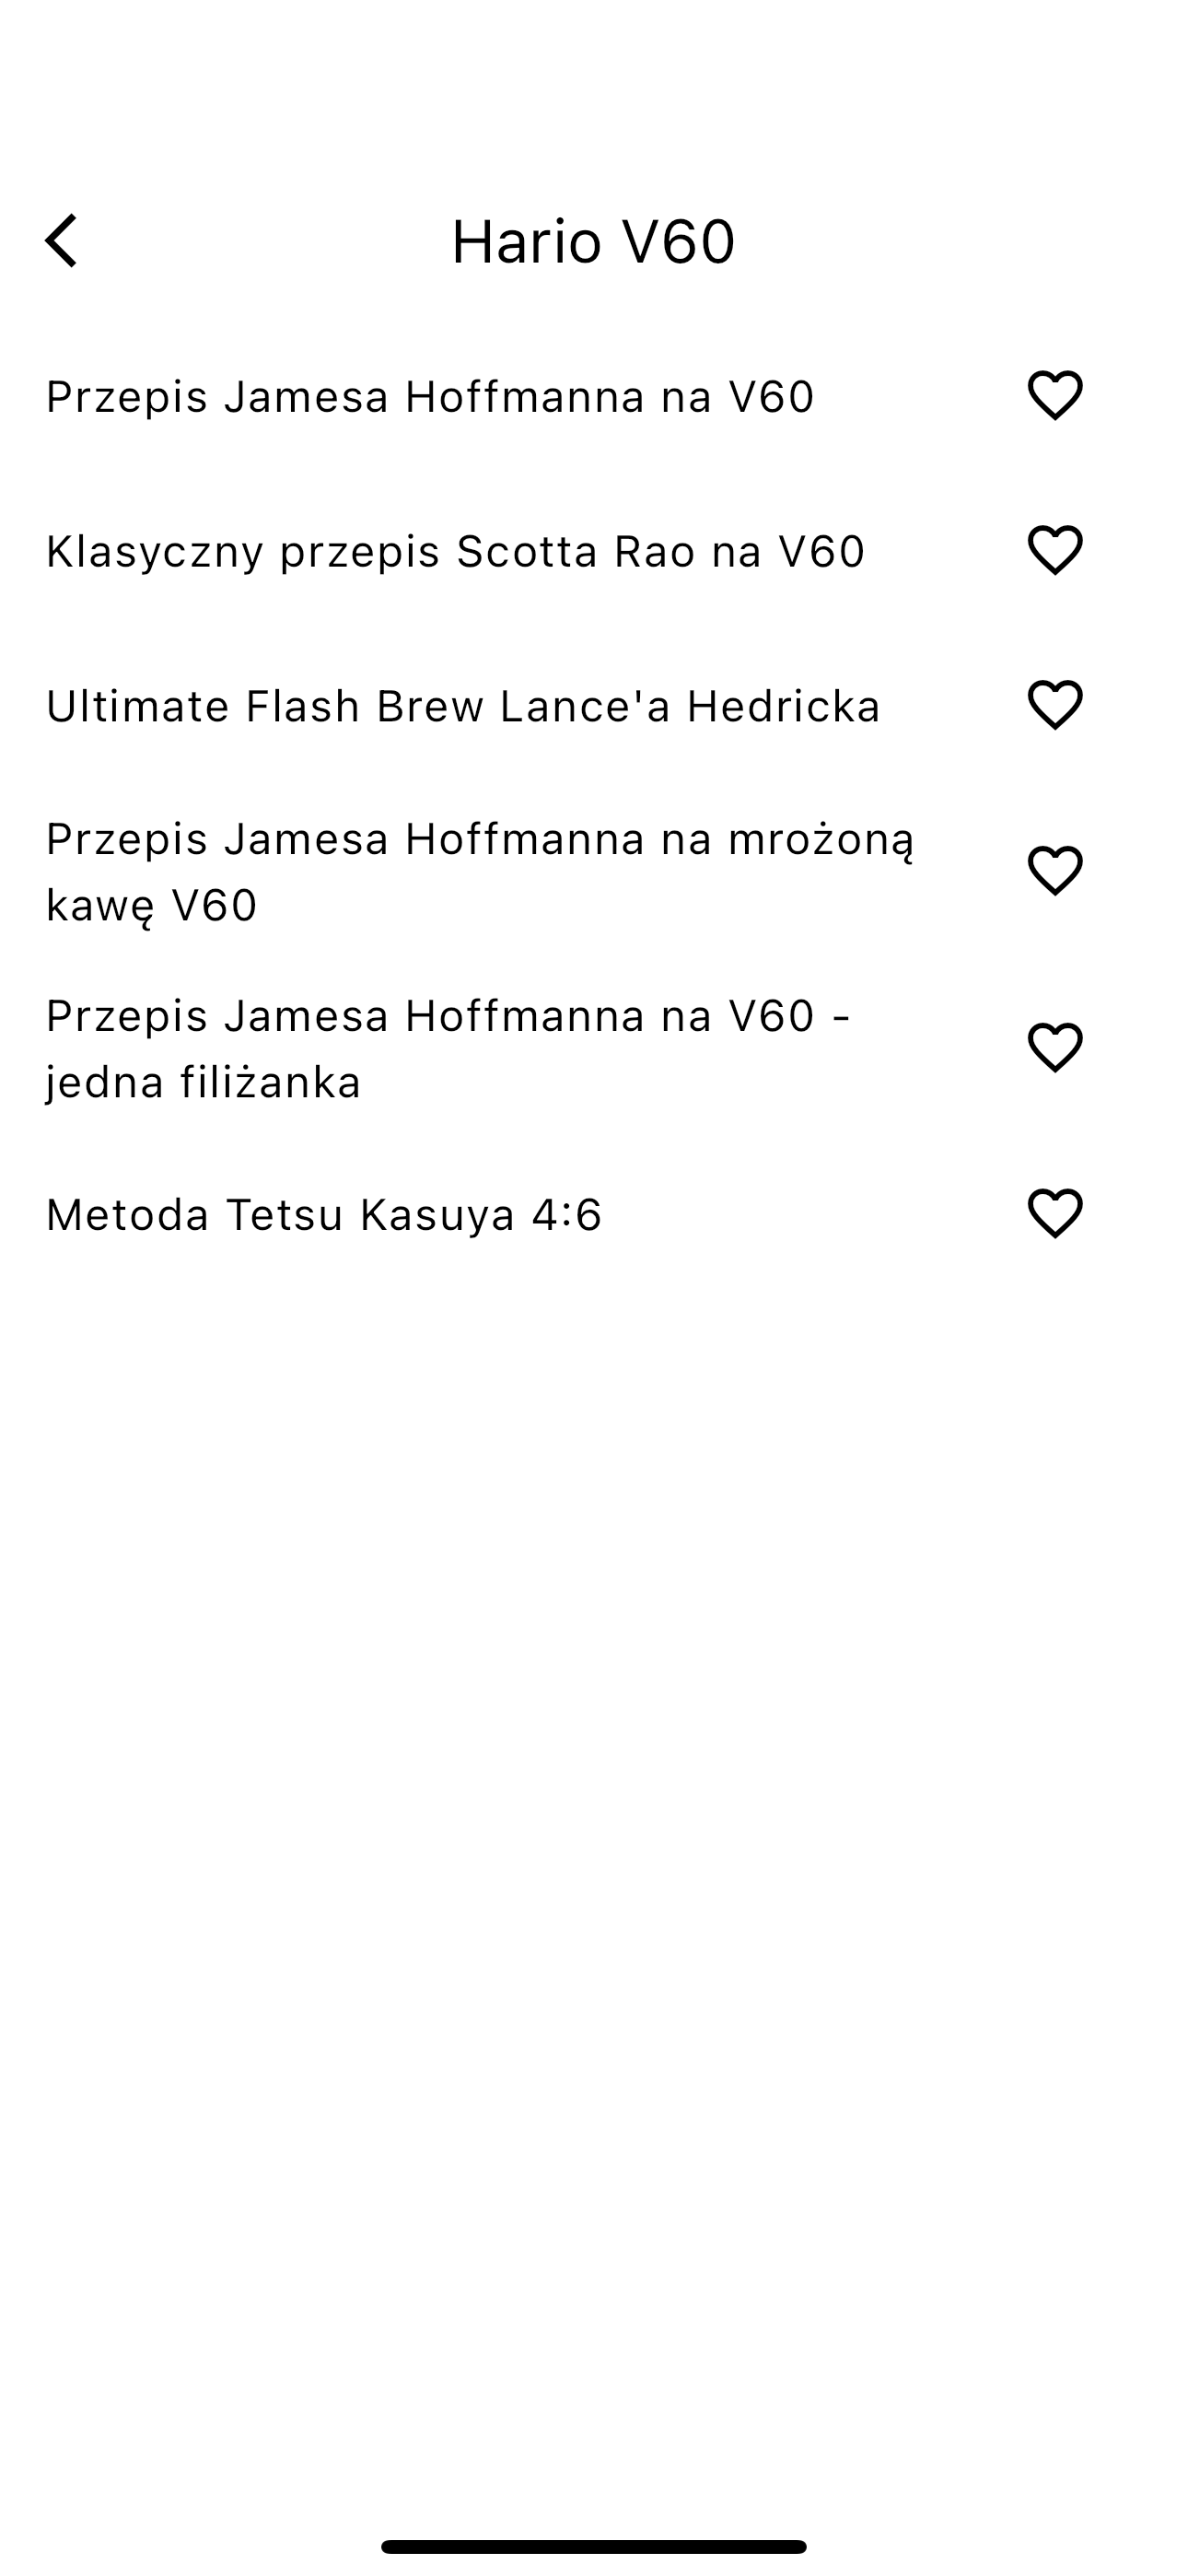 Hario V60
Przepis Jamesa Hoffmanna na V60
Klasyczny przepis Scotta Rao na V60
Ultimate Flash Brew Lance'a Hedricka
Przepis Jamesa Hoffmanna na mrożoną
kawę V60
Przepis Jamesa Hoffmanna na V60 -
jedna filiżanka
Metoda Tetsu Kasuya 4:6